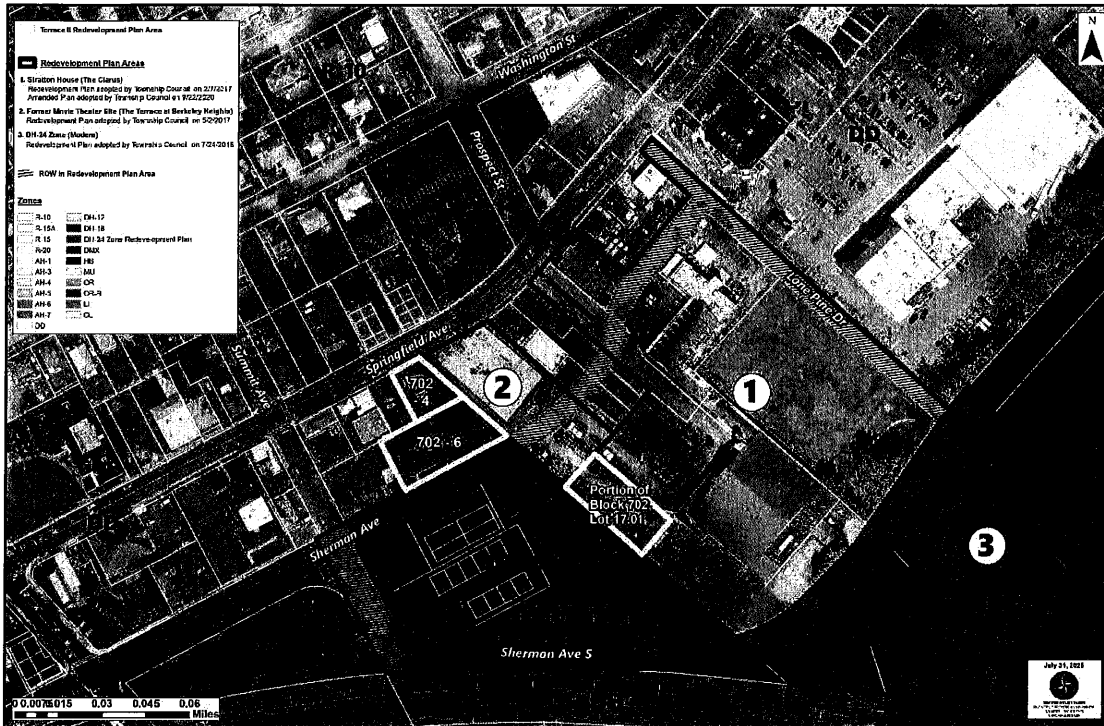 Terrace II Redevelopment Plan Area
Redevelopment Plan Areas
1. Stratton House (The Clarus)
Redevelopment Plan adopted by Township Council on 2/7/2017
Amended Plan adopted by Township Council on 9/22/2020
2. Former Movie Theater Site (The Terrace at Berkeley Heights)
Redevelopment Plan adopted by Township Council on 5/2/2017
3. DH-24 Zone (Modera)
Redevelopment Plan adopted by Township Council on 7/24/2018
ROW in Redevelopment Plan Area
Zones
R-10 DH-12
R-15A DH-18
R-15 DH-24 Zone Redevelopment Plan
R-20 DMX
AH-1 HB
AH-3 MU
AH-4 OR
AH-5 OR-R
AH-6 LI
AH-7 OL
DD
N
Washington St
Prospect St
DD
Lone Pine Dr
Springfield Ave
Summit Ave
702
4
2
702 - 6
1
Portion of
Block 702
Lot 17.01
Sherman Ave
3
Sherman Ave S
0 0.0075 0.015 0.03 0.045 0.06
Miles
July 31, 2025